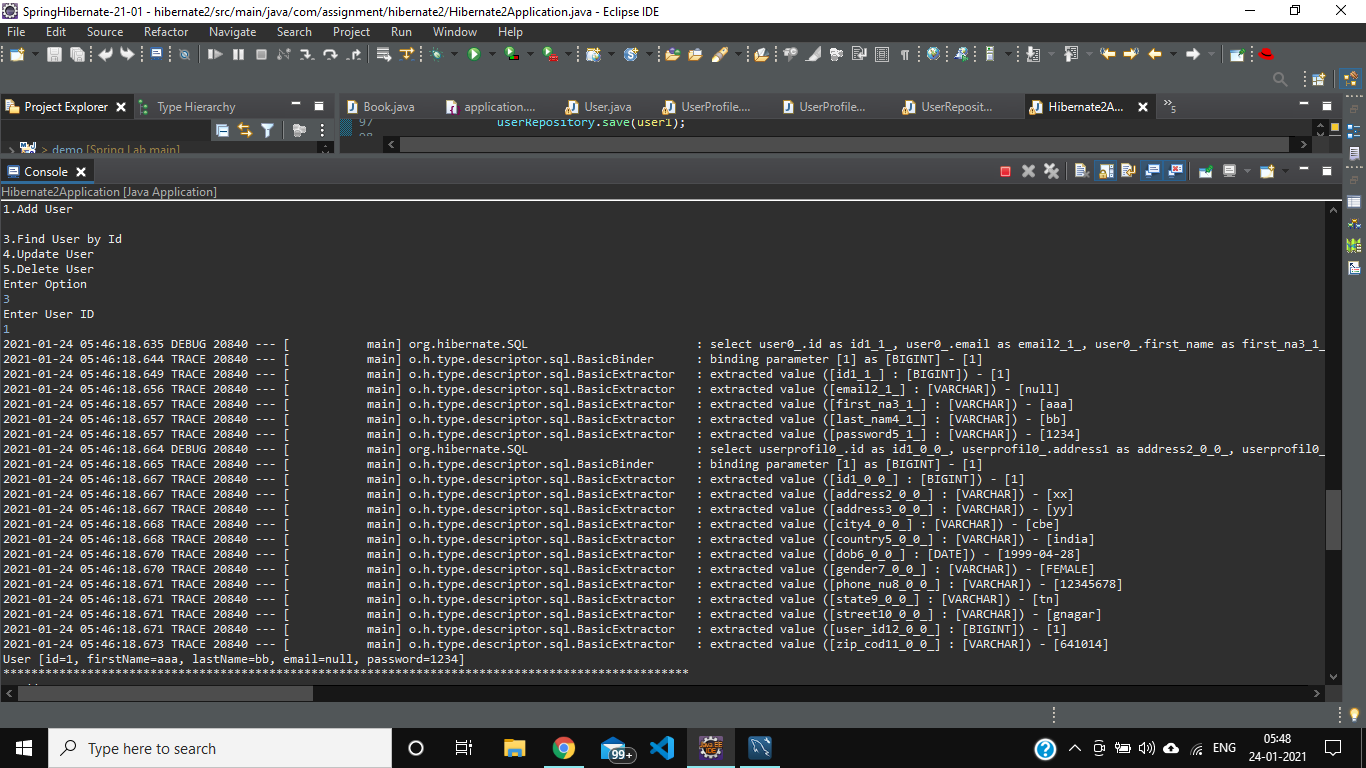 SpringHibernate-21-01 - hibernate2/src/main/java/com/assignment/hibernate2/Hibernate2Application.java - Eclipse IDE
File Edit Source Refactor Navigate Search Project Run Window Help
Project Explorer Type Hierarchy Book.java application.... User.java UserProfile.... UserProfile... UserReposit... Hibernate2A... »5
97 userRepository.save(user1);
> demo [Spring Lab main]
Console
Hibernate2Application [Java Application]
1.Add User
3.Find User by Id
4.Update User
5.Delete User
Enter Option
3
Enter User ID
1
2021-01-24 05:46:18.635 DEBUG 20840 --- [           main] org.hibernate.SQL                        : select user0_.id as id1_1_, user0_.email as email2_1_, user0_.first_name as first_na3_1_
2021-01-24 05:46:18.644 TRACE 20840 --- [           main] o.h.type.descriptor.sql.BasicBinder      : binding parameter [1] as [BIGINT] - [1]
2021-01-24 05:46:18.649 TRACE 20840 --- [           main] o.h.type.descriptor.sql.BasicExtractor   : extracted value ([id1_1_] : [BIGINT]) - [1]
2021-01-24 05:46:18.656 TRACE 20840 --- [           main] o.h.type.descriptor.sql.BasicExtractor   : extracted value ([email2_1_] : [VARCHAR]) - [null]
2021-01-24 05:46:18.657 TRACE 20840 --- [           main] o.h.type.descriptor.sql.BasicExtractor   : extracted value ([first_na3_1_] : [VARCHAR]) - [aaa]
2021-01-24 05:46:18.657 TRACE 20840 --- [           main] o.h.type.descriptor.sql.BasicExtractor   : extracted value ([last_nam4_1_] : [VARCHAR]) - [bb]
2021-01-24 05:46:18.657 TRACE 20840 --- [           main] o.h.type.descriptor.sql.BasicExtractor   : extracted value ([password5_1_] : [VARCHAR]) - [1234]
2021-01-24 05:46:18.664 DEBUG 20840 --- [           main] org.hibernate.SQL                        : select userprofil0_.id as id1_0_0_, userprofil0_.address1 as address2_0_0_, userprofil0_
2021-01-24 05:46:18.665 TRACE 20840 --- [           main] o.h.type.descriptor.sql.BasicBinder      : binding parameter [1] as [BIGINT] - [1]
2021-01-24 05:46:18.667 TRACE 20840 --- [           main] o.h.type.descriptor.sql.BasicExtractor   : extracted value ([id1_0_0_] : [BIGINT]) - [1]
2021-01-24 05:46:18.667 TRACE 20840 --- [           main] o.h.type.descriptor.sql.BasicExtractor   : extracted value ([address2_0_0_] : [VARCHAR]) - [xx]
2021-01-24 05:46:18.667 TRACE 20840 --- [           main] o.h.type.descriptor.sql.BasicExtractor   : extracted value ([address3_0_0_] : [VARCHAR]) - [yy]
2021-01-24 05:46:18.668 TRACE 20840 --- [           main] o.h.type.descriptor.sql.BasicExtractor   : extracted value ([city4_0_0_] : [VARCHAR]) - [cbe]
2021-01-24 05:46:18.668 TRACE 20840 --- [           main] o.h.type.descriptor.sql.BasicExtractor   : extracted value ([country5_0_0_] : [VARCHAR]) - [india]
2021-01-24 05:46:18.670 TRACE 20840 --- [           main] o.h.type.descriptor.sql.BasicExtractor   : extracted value ([dob6_0_0_] : [DATE]) - [1999-04-28]
2021-01-24 05:46:18.670 TRACE 20840 --- [           main] o.h.type.descriptor.sql.BasicExtractor   : extracted value ([gender7_0_0_] : [VARCHAR]) - [FEMALE]
2021-01-24 05:46:18.671 TRACE 20840 --- [           main] o.h.type.descriptor.sql.BasicExtractor   : extracted value ([phone_nu8_0_0_] : [VARCHAR]) - [12345678]
2021-01-24 05:46:18.671 TRACE 20840 --- [           main] o.h.type.descriptor.sql.BasicExtractor   : extracted value ([state9_0_0_] : [VARCHAR]) - [tn]
2021-01-24 05:46:18.671 TRACE 20840 --- [           main] o.h.type.descriptor.sql.BasicExtractor   : extracted value ([street10_0_0_] : [VARCHAR]) - [gnagar]
2021-01-24 05:46:18.671 TRACE 20840 --- [           main] o.h.type.descriptor.sql.BasicExtractor   : extracted value ([user_id12_0_0_] : [BIGINT]) - [1]
2021-01-24 05:46:18.673 TRACE 20840 --- [           main] o.h.type.descriptor.sql.BasicExtractor   : extracted value ([zip_cod11_0_0_] : [VARCHAR]) - [641014]
User [id=1, firstName=aaa, lastName=bb, email=null, password=1234]
**************************************************************************************************
Type here to search 99+ ENG 05:48
24-01-2021